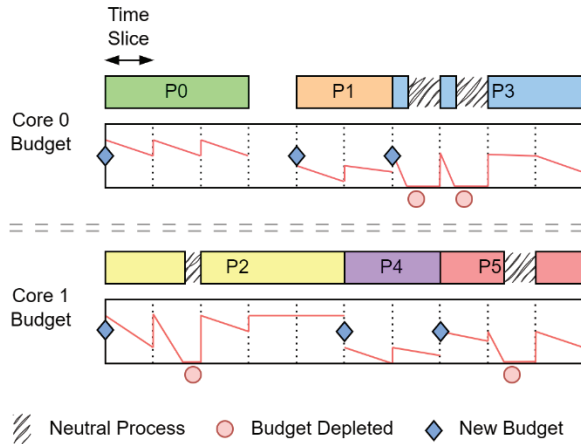 Time
Slice
P0
P1
P3
Core 0
Budget
P2
P4
P5
Core 1
Budget
Neutral Process
Budget Depleted
New Budget